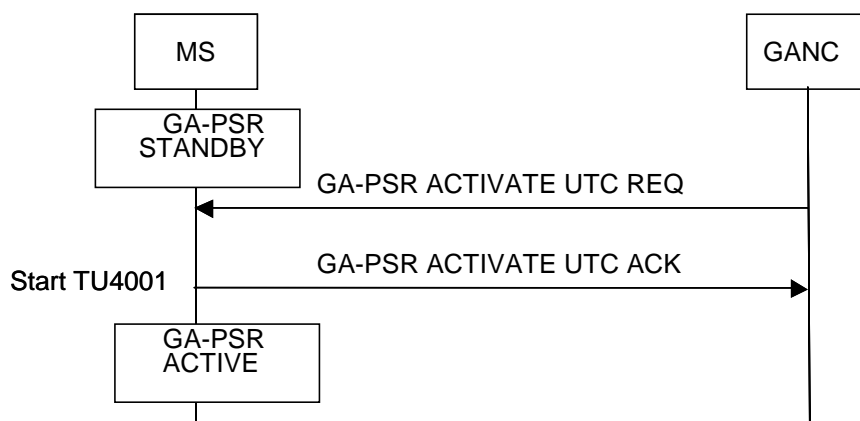 MS
GANC
GA-PSR
STANDBY
GA-PSR ACTIVATE UTC REQ
GA-PSR ACTIVATE UTC ACK
Start TU4001
GA-PSR
ACTIVE